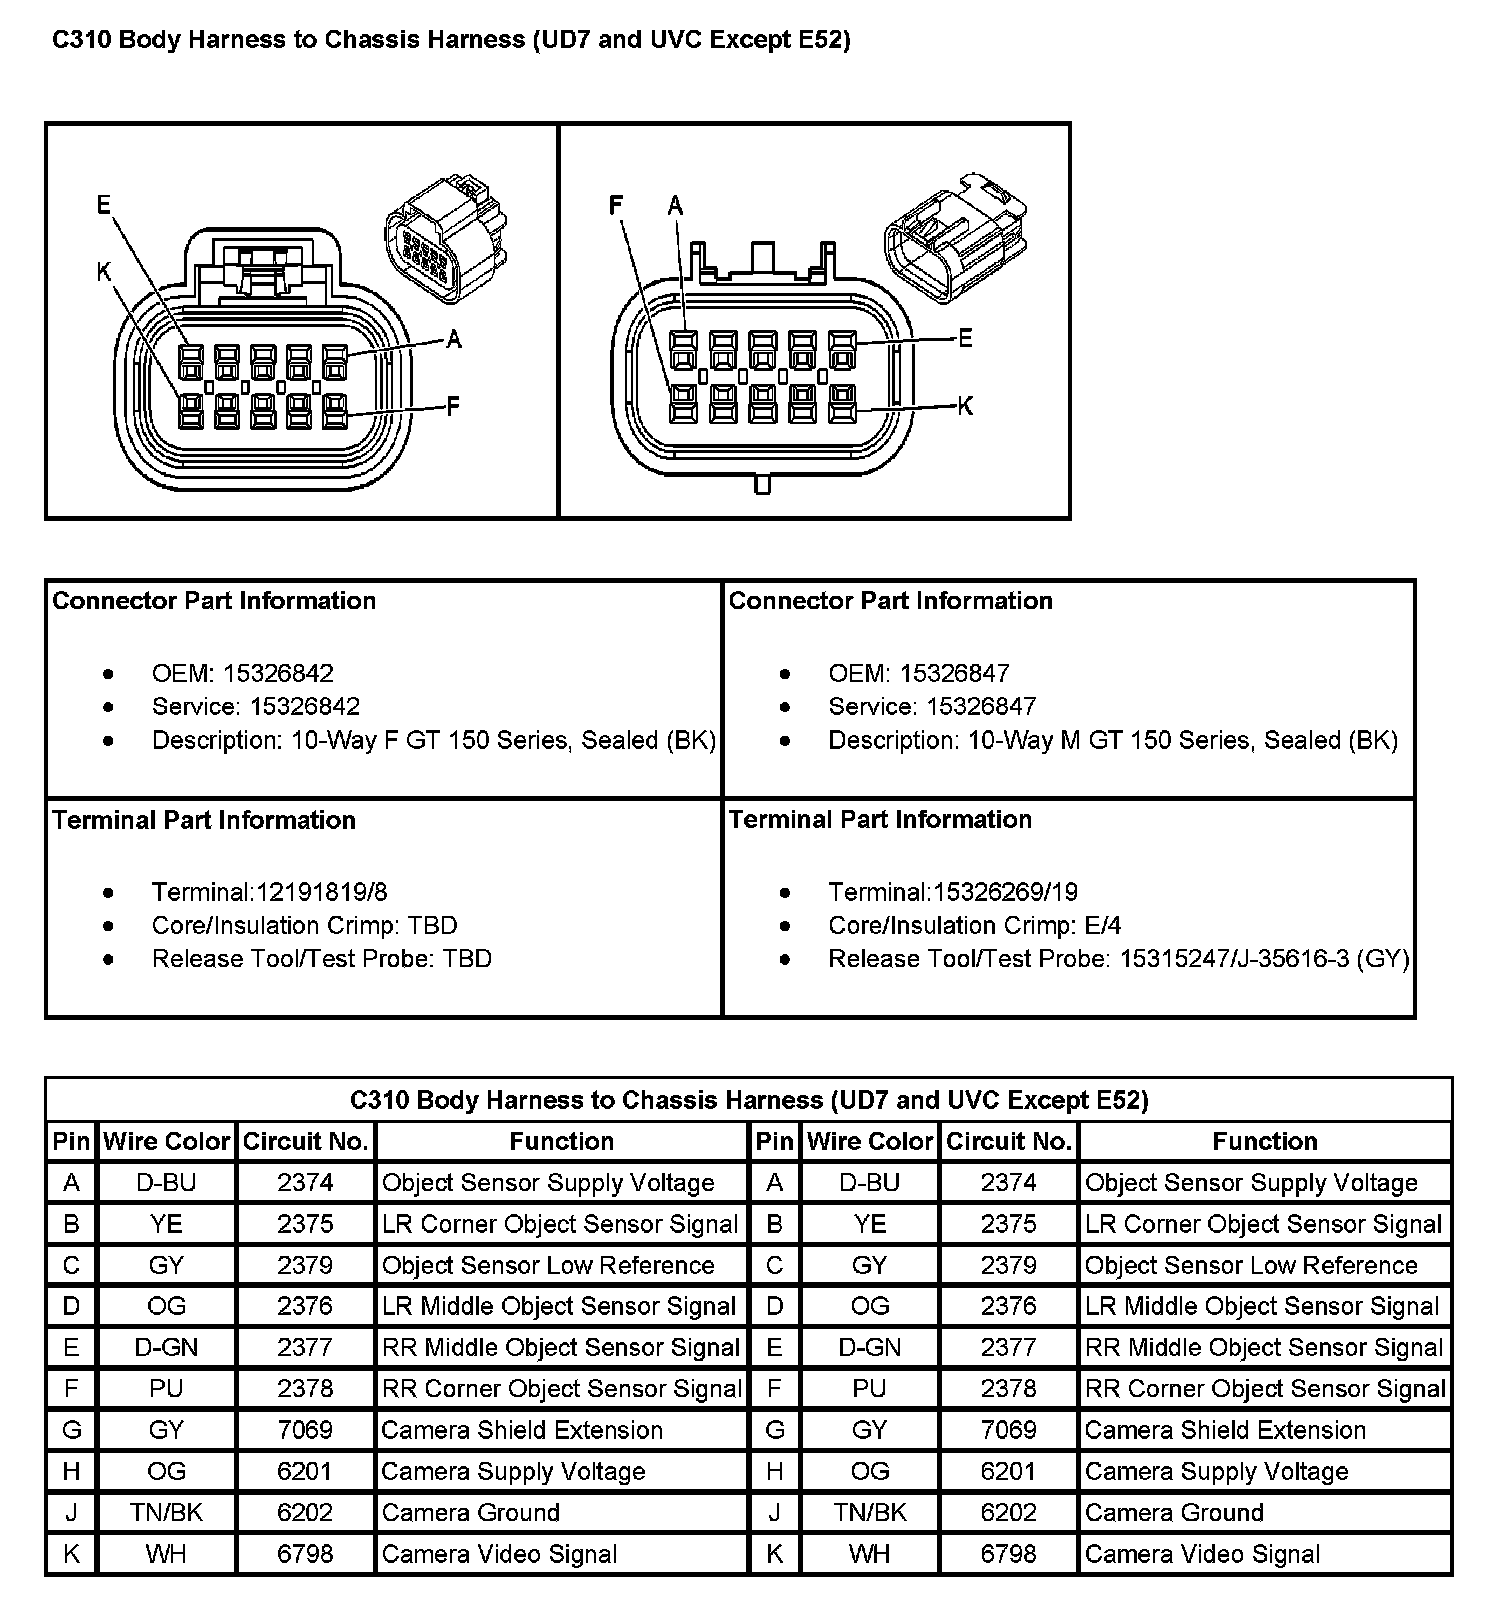 C310 Body Harness to Chassis Harness (UD7 and UVC Except E52)
E
K
A
F
F A
E
K
Connector Part Information
• OEM: 15326842
• Service: 15326842
• Description: 10-Way F GT 150 Series, Sealed (BK)
Connector Part Information
• OEM: 15326847
• Service: 15326847
• Description: 10-Way M GT 150 Series, Sealed (BK)
Terminal Part Information
• Terminal:12191819/8
• Core/Insulation Crimp: TBD
• Release Tool/Test Probe: TBD
Terminal Part Information
• Terminal:15326269/19
• Core/Insulation Crimp: E/4
• Release Tool/Test Probe: 15315247/J-35616-3 (GY)
C310 Body Harness to Chassis Harness (UD7 and UVC Except E52)
Pin Wire Color Circuit No. Function Pin Wire Color Circuit No. Function
A D-BU 2374 Object Sensor Supply Voltage A D-BU 2374 Object Sensor Supply Voltage
B YE 2375 LR Corner Object Sensor Signal B YE 2375 LR Corner Object Sensor Signal
C GY 2379 Object Sensor Low Reference C GY 2379 Object Sensor Low Reference
D OG 2376 LR Middle Object Sensor Signal D OG 2376 LR Middle Object Sensor Signal
E D-GN 2377 RR Middle Object Sensor Signal E D-GN 2377 RR Middle Object Sensor Signal
F PU 2378 RR Corner Object Sensor Signal F PU 2378 RR Corner Object Sensor Signal
G GY 7069 Camera Shield Extension G GY 7069 Camera Shield Extension
H OG 6201 Camera Supply Voltage H OG 6201 Camera Supply Voltage
J TN/BK 6202 Camera Ground J TN/BK 6202 Camera Ground
K WH 6798 Camera Video Signal K WH 6798 Camera Video Signal